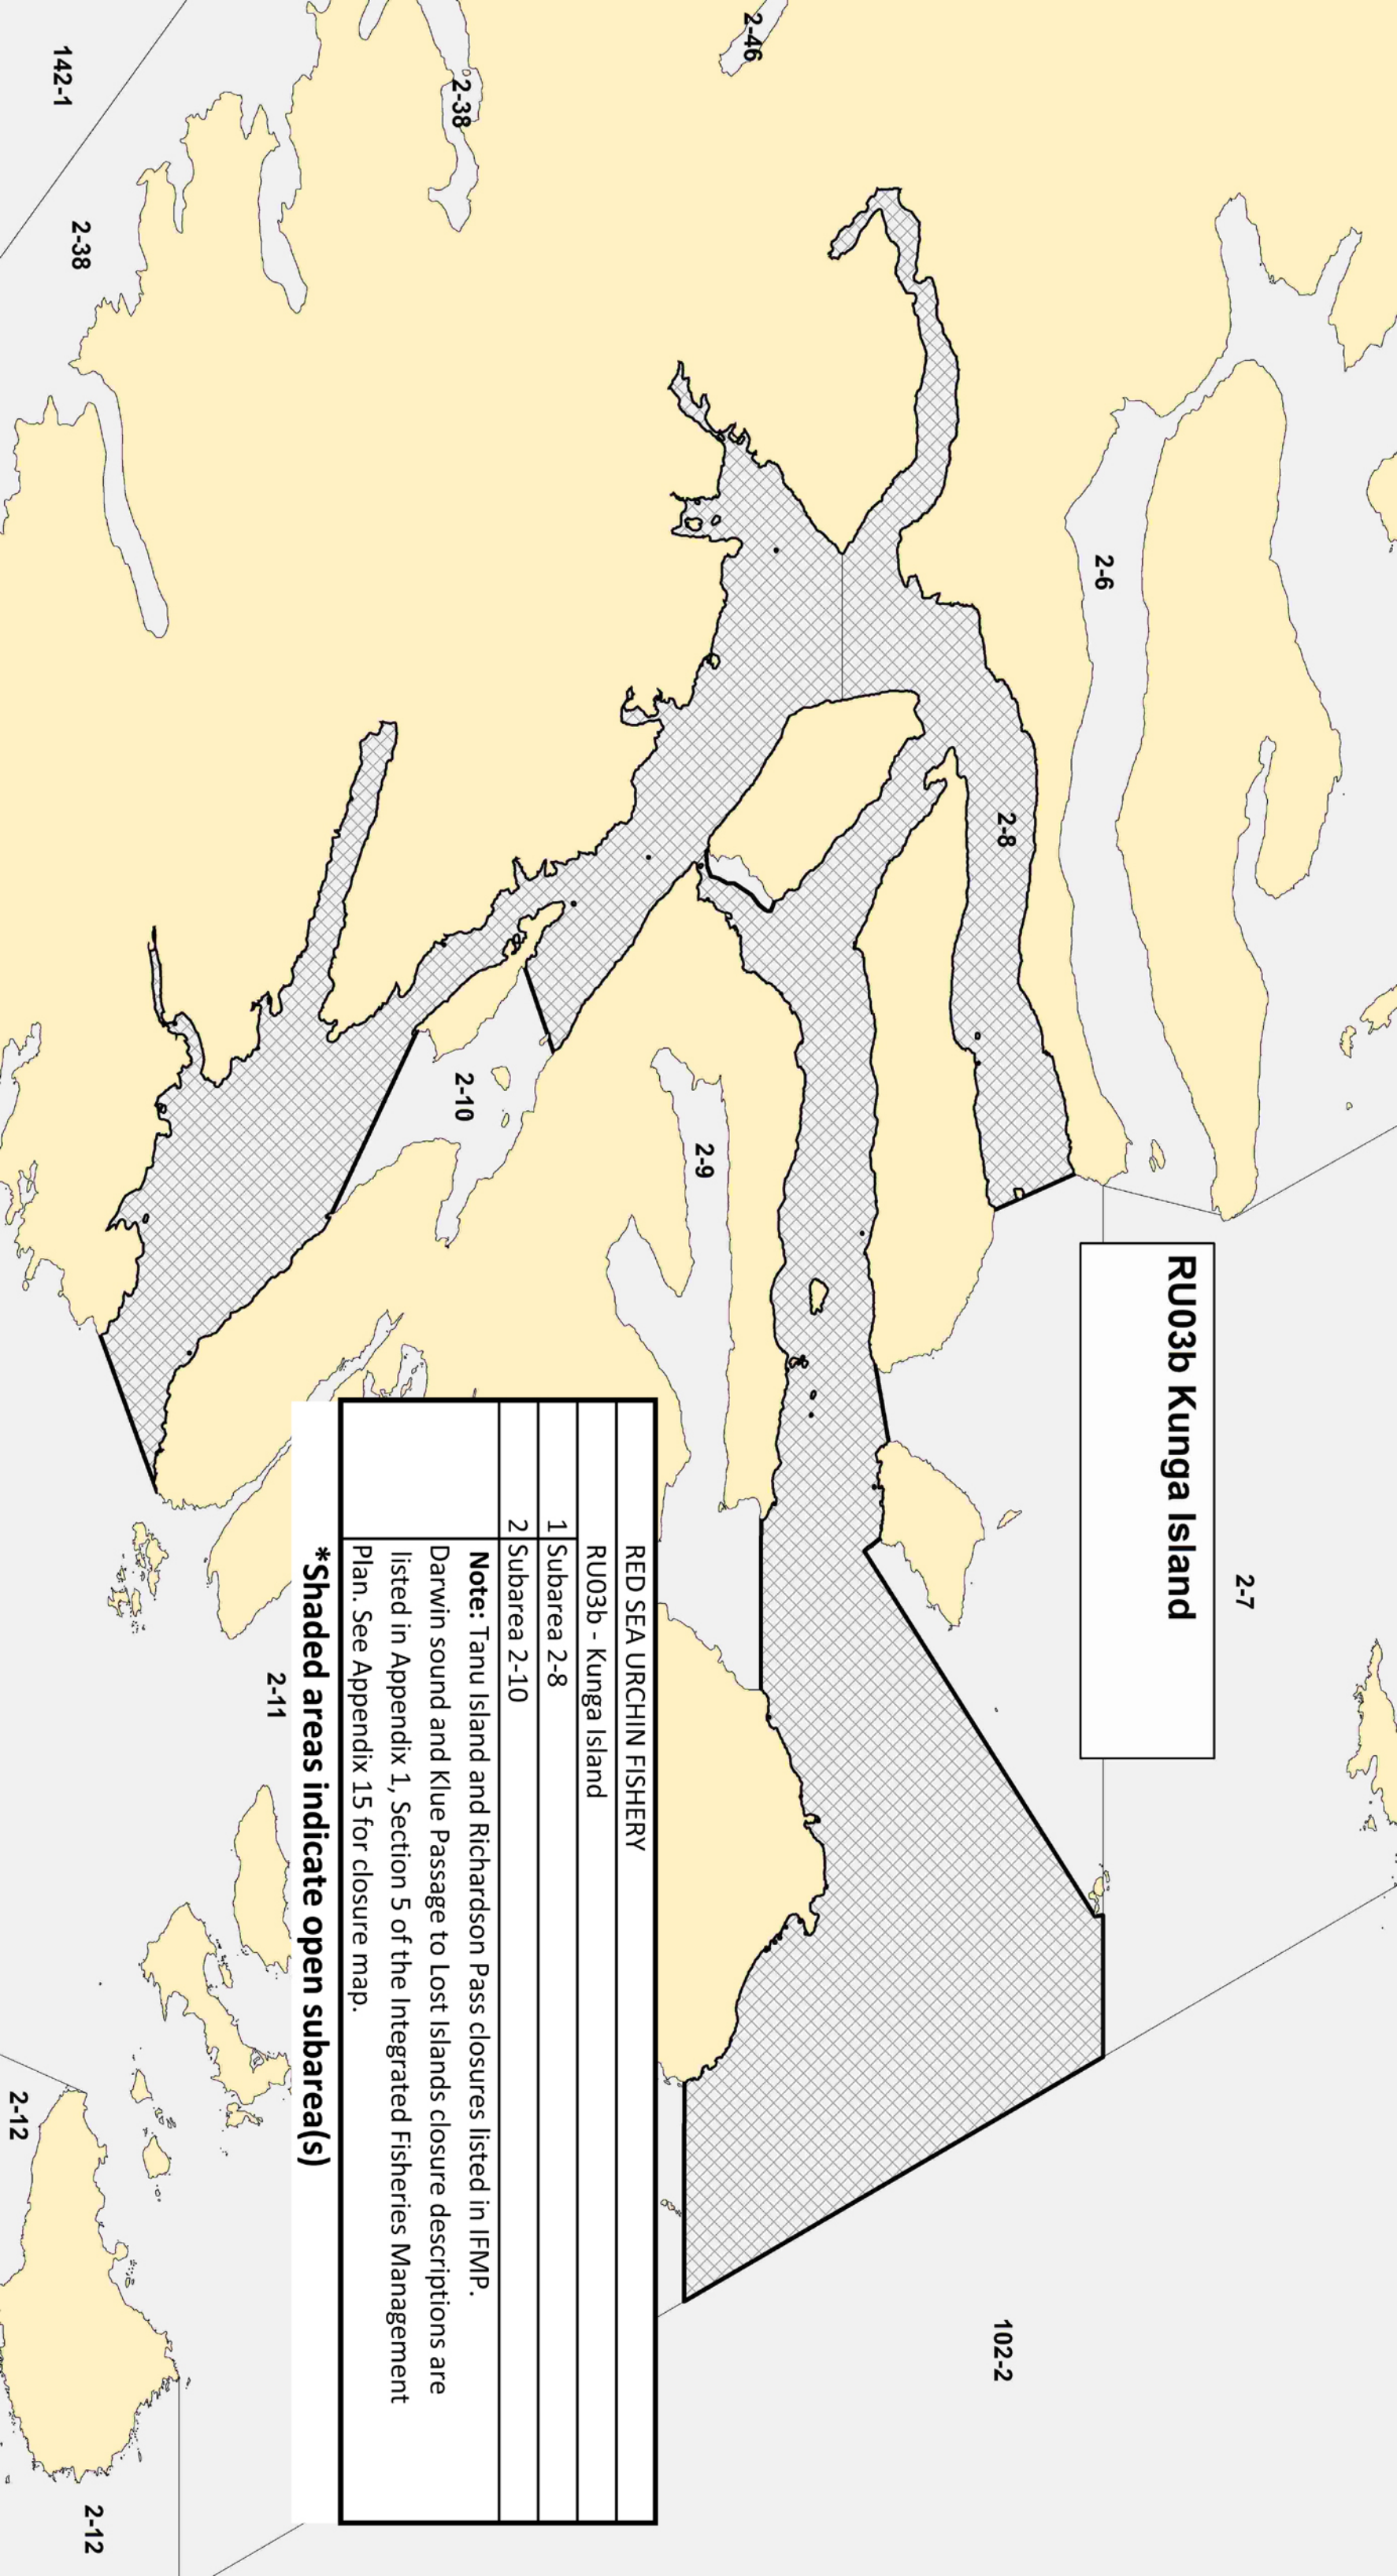 2-46
142-1
2-38
2-38
2-6
2-8
2-10
2-9
RU03b Kunga Island
2-7
RED SEA URCHIN FISHERY
RU03b - Kunga Island
1 Subarea 2-8
2 Subarea 2-10
Note: Tanu Island and Richardson Pass closures listed in IFMP.
Darwin sound and Klue Passage to Lost Islands closure descriptions are
listed in Appendix 1, Section 5 of the Integrated Fisheries Management
Plan. See Appendix 15 for closure map.
*Shaded areas indicate open subarea(s)
2-11
102-2
2-12
2-12